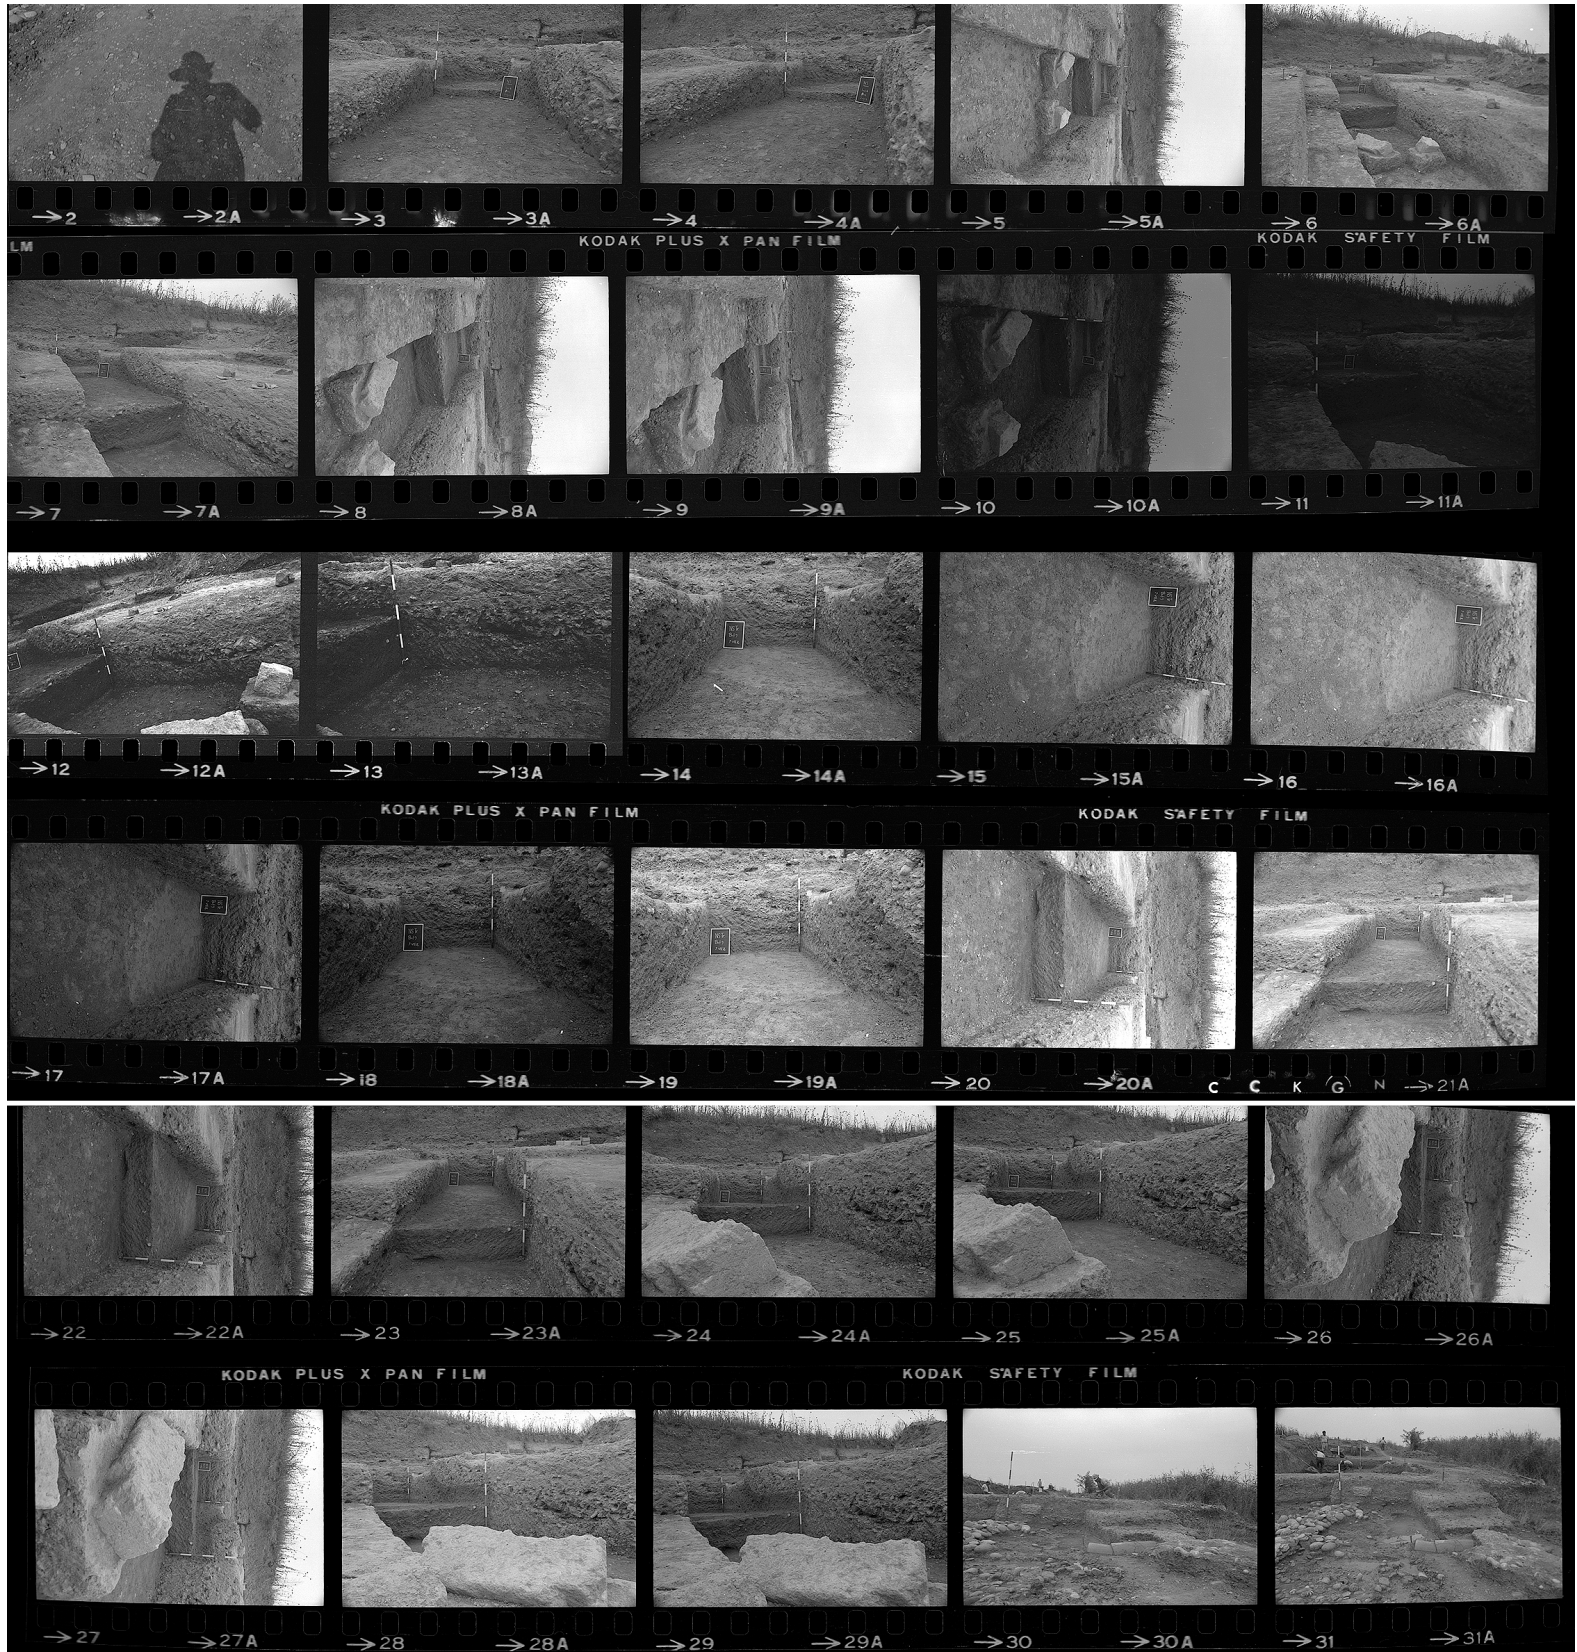 →2 →2A →3 →3A →4 →4A →5 →5A →6 →6A
LM KODAK PLUS X PAN FILM KODAK SAFETY FILM
→7 →7A →8 →8A →9 →9A →10 →10A →11 →11A
→12 →12A →13 →13A →14 →14A →15 →15A →16 →16A
KODAK PLUS X PAN FILM KODAK SAFETY FILM
→17 →17A →18 →18A →19 →19A →20 →20A C C K G N →21A
→22 →22A →23 →23A →24 →24A →25 →25A →26 →26A
KODAK PLUS X PAN FILM KODAK SAFETY FILM
→27 →27A →28 →28A →29 →29A →30 →30A →31 →31A